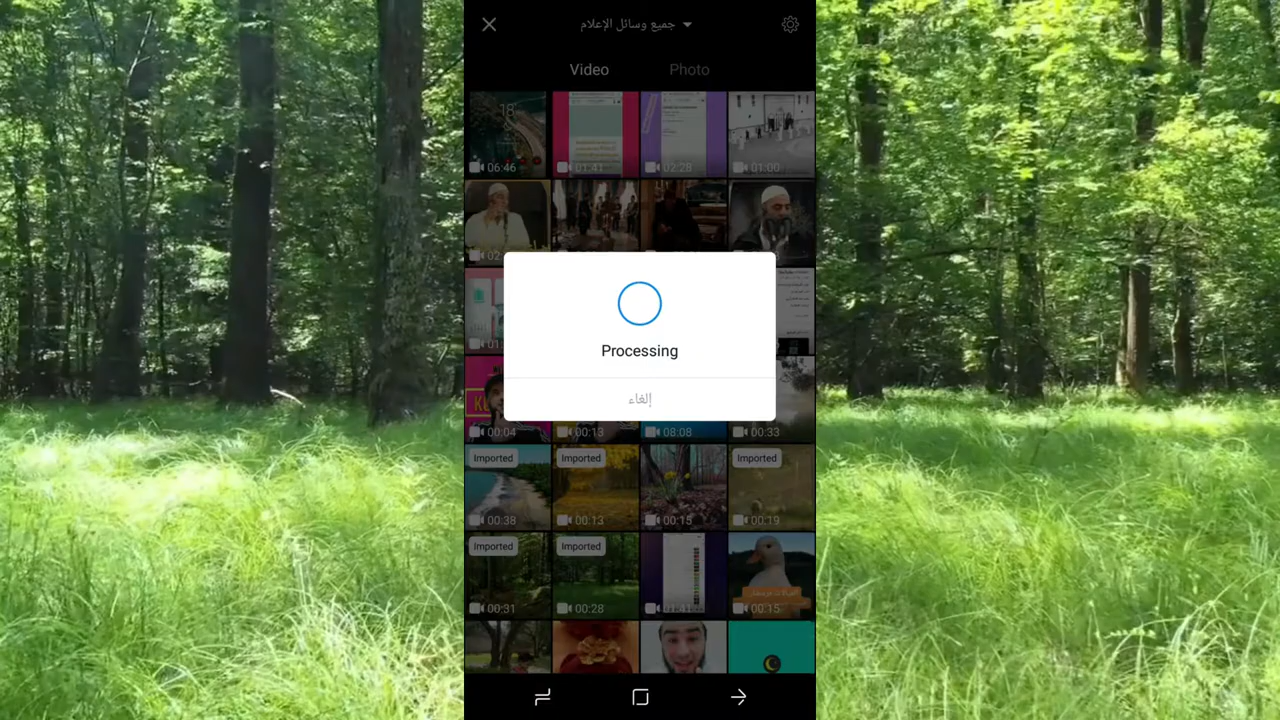 جميع وسائل الإعلام
Video Photo
18
06:46 01:41 02:28 01:00
Processing
إلغاء
00:04 00:13 08:08 00:33
Imported Imported Imported
00:38 00:13 00:15 00:19
Imported Imported
00:31 00:28 01:41 00:15